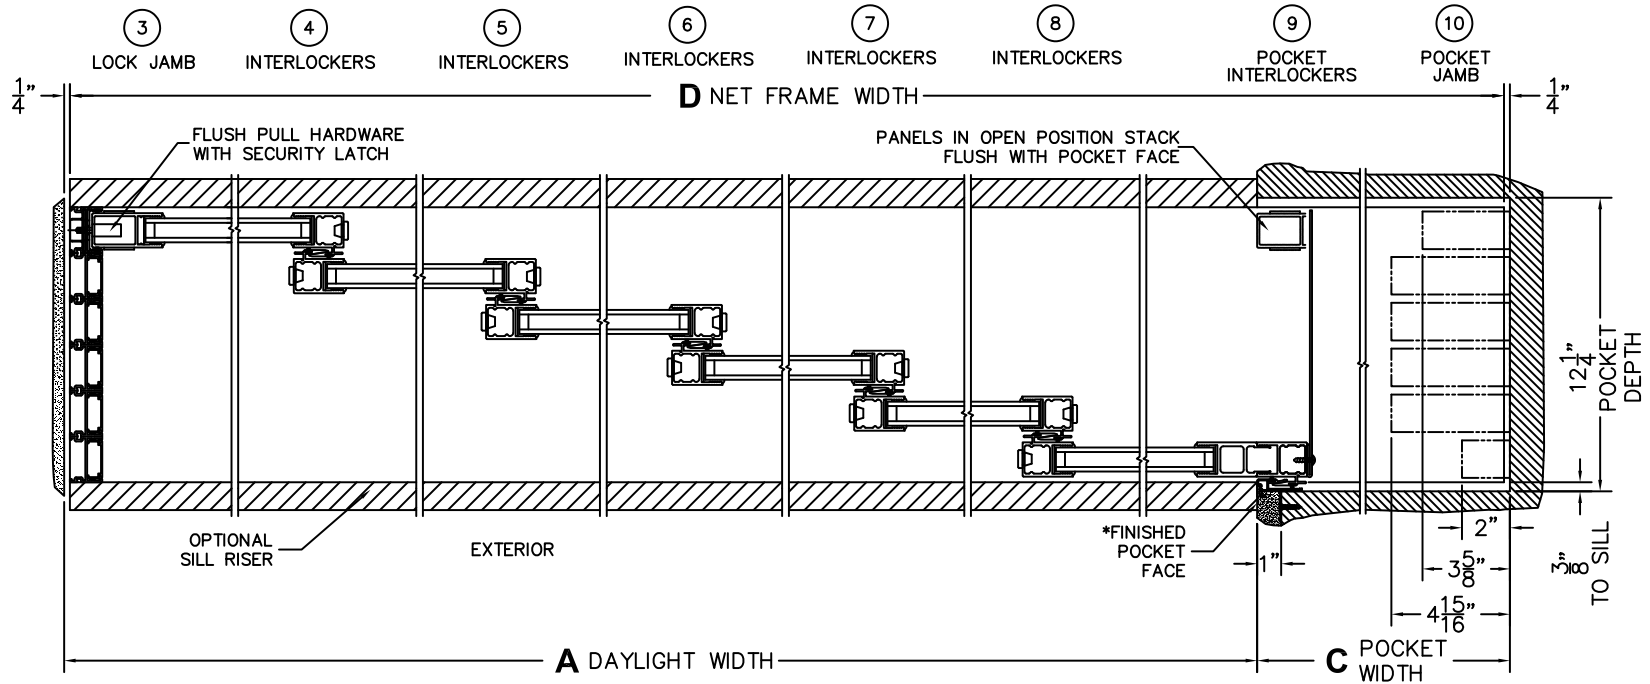 3
LOCK JAMB
4
INTERLOCKERS
5
INTERLOCKERS
6
INTERLOCKERS
7
INTERLOCKERS
8
INTERLOCKERS
9
POCKET
INTERLOCKERS
10
POCKET
JAMB
1/4"
D NET FRAME WIDTH
1/4"
FLUSH PULL HARDWARE
WITH SECURITY LATCH
PANELS IN OPEN POSITION STACK
FLUSH WITH POCKET FACE
12 1/4"
POCKET
DEPTH
OPTIONAL
SILL RISER
EXTERIOR
*FINISHED
POCKET
FACE
1"
2"
3 5/8"
4 15/16"
3/8"
TO SILL
A DAYLIGHT WIDTH
C POCKET
WIDTH